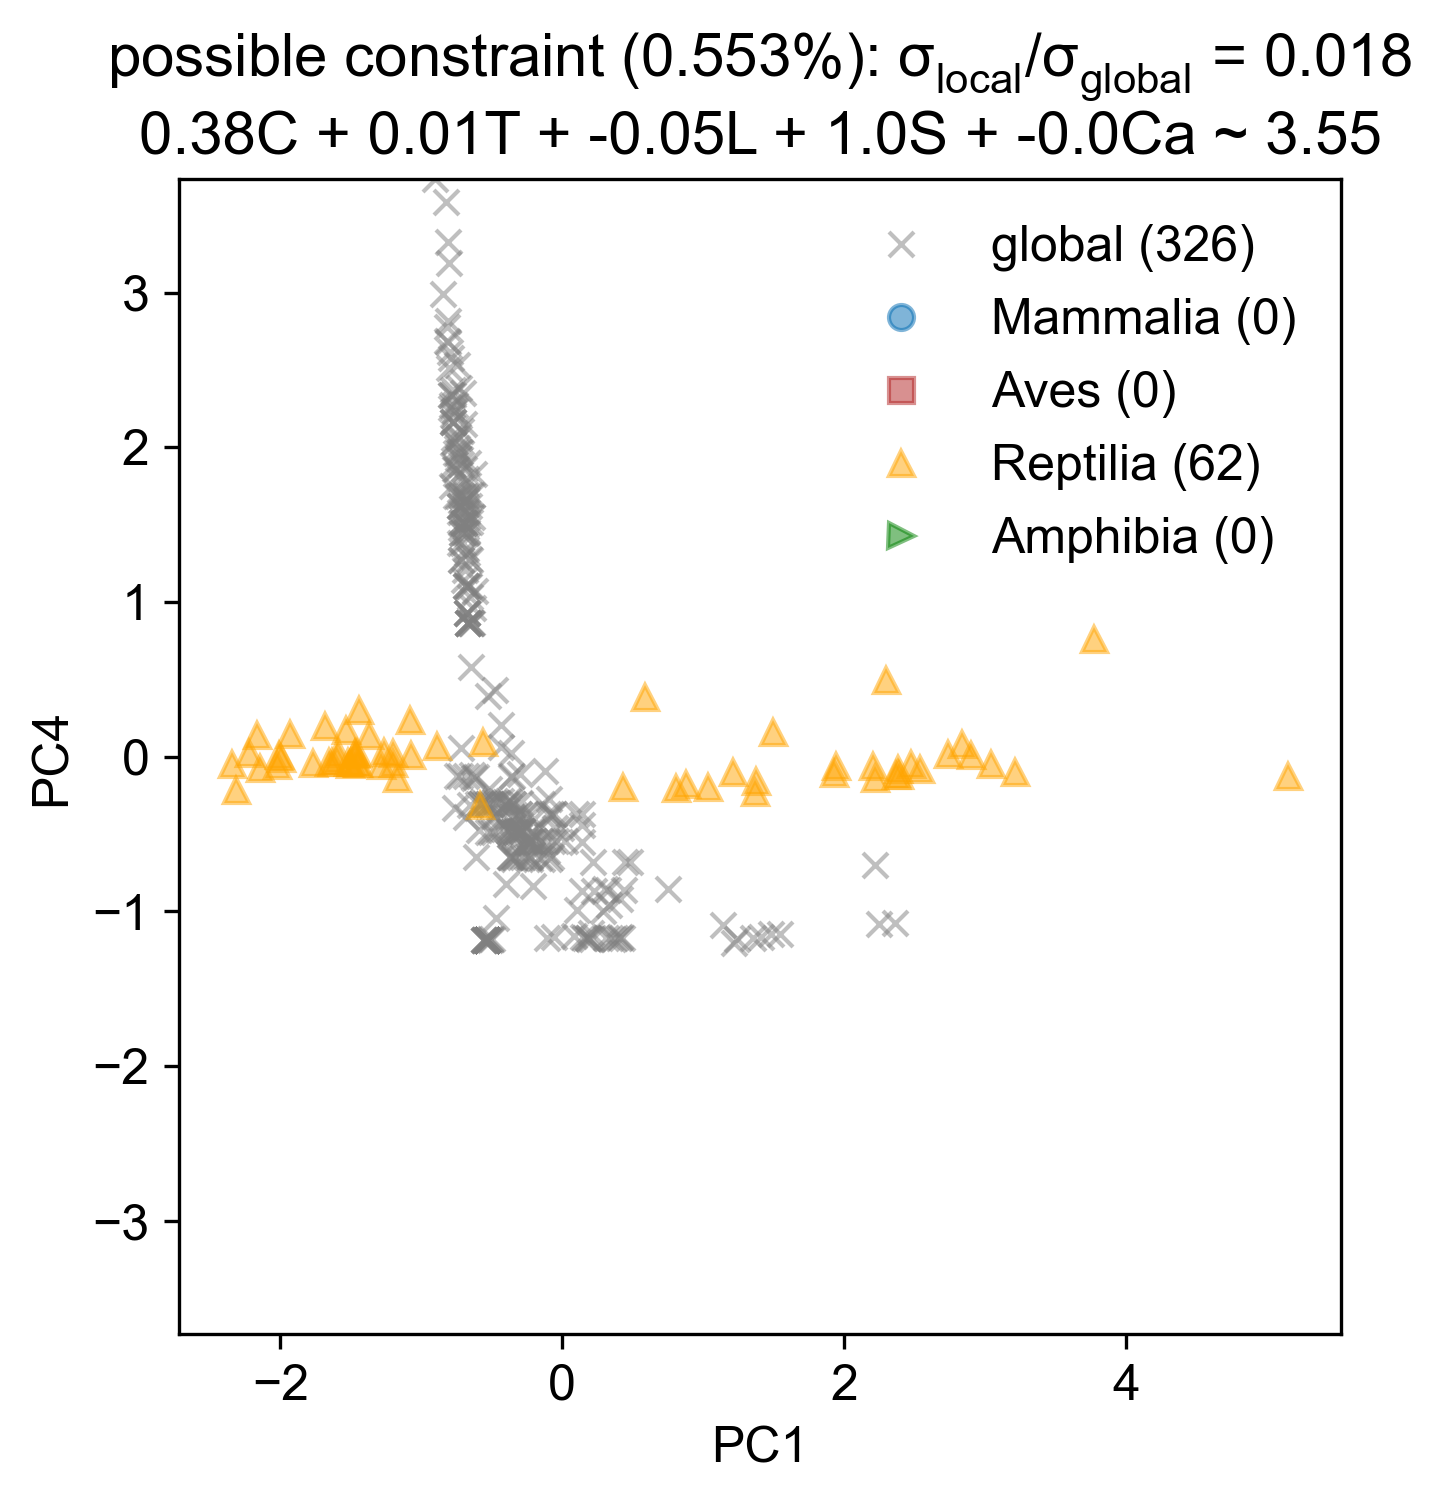 possible constraint (0.553%): σlocal/σglobal = 0.018
0.38C + 0.01T + -0.05L + 1.0S + -0.0Ca ~ 3.55
global (326)
Mammalia (0)
Aves (0)
Reptilia (62)
Amphibia (0)
3
2
1
0
−1
−2
−3
PC4
−2
0
2
4
PC1